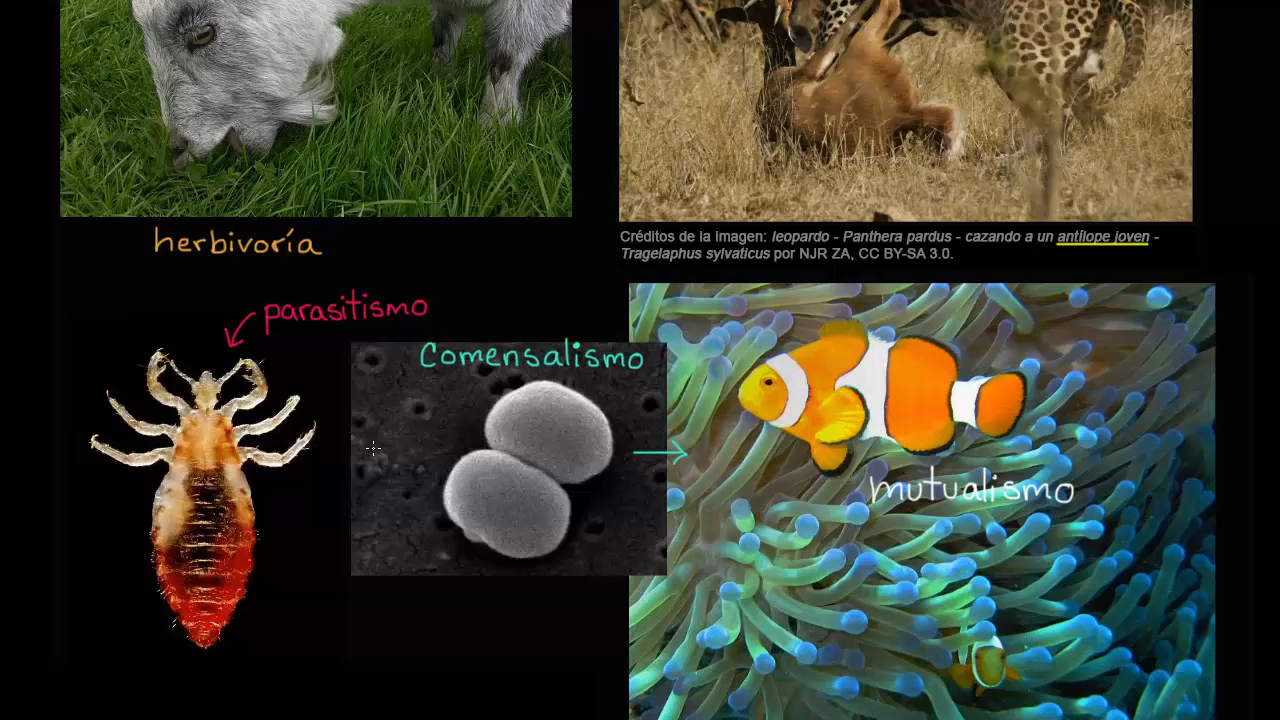 herbivoría
Créditos de la imagen: leopardo - Panthera pardus - cazando a un antílope joven -
Tragelaphus sylvaticus por NJR ZA, CC BY-SA 3.0.
parasitismo
Comensalismo
mutualismo